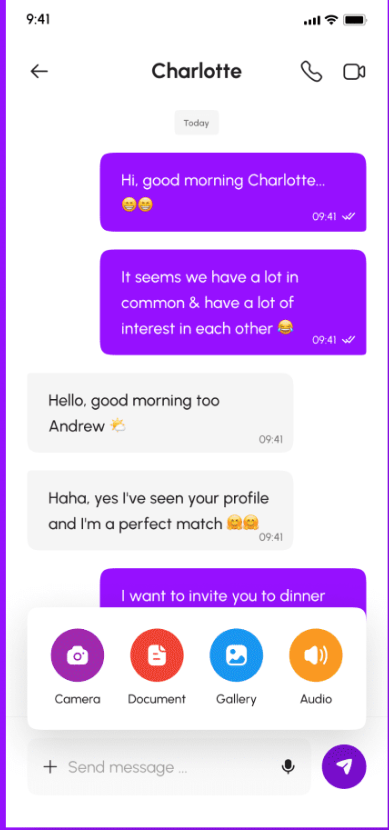 9:41
Charlotte
Today
Hi, good morning Charlotte...
😁😁
09:41
It seems we have a lot in
common & have a lot of
interest in each other 😂
09:41
Hello, good morning too
Andrew 🌤️
09:41
Haha, yes I've seen your profile
and I'm a perfect match 🤗🤗
09:41
I want to invite you to dinner
Camera Document Gallery Audio
Send message ...